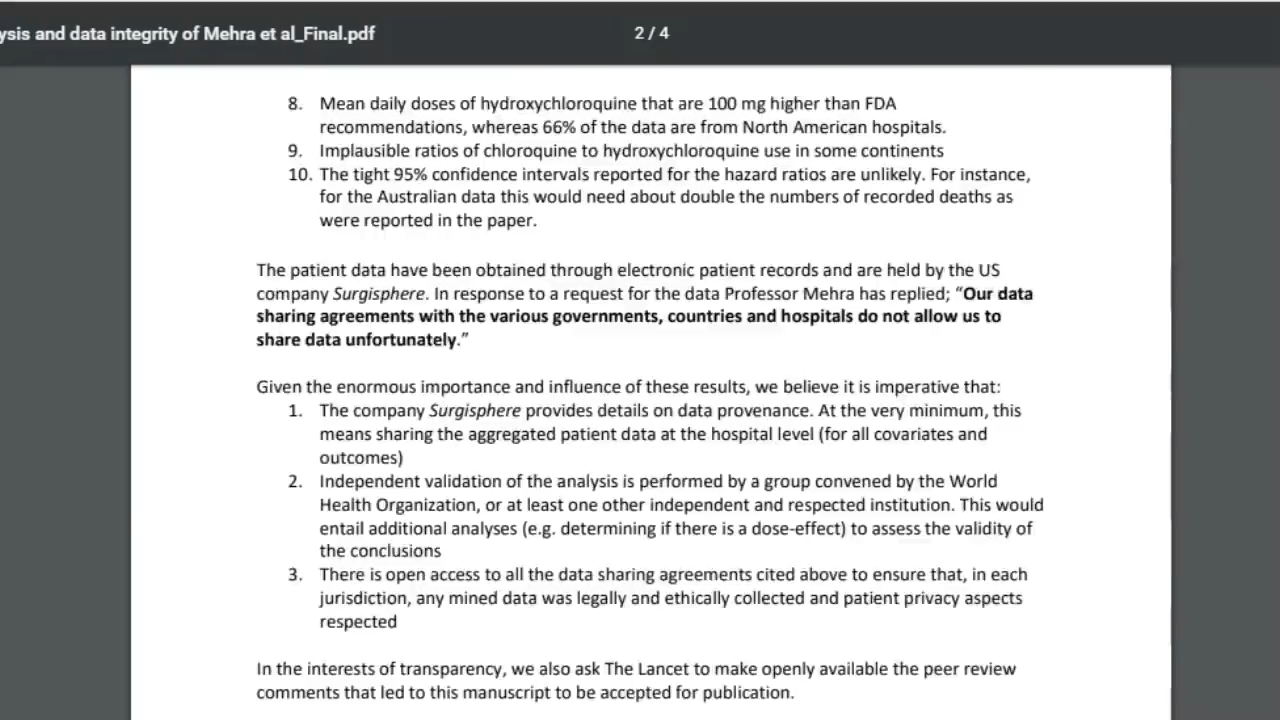 ysis and data integrity of Mehra et al_Final.pdf
2 / 4
8. Mean daily doses of hydroxychloroquine that are 100 mg higher than FDA
recommendations, whereas 66% of the data are from North American hospitals.
9. Implausible ratios of chloroquine to hydroxychloroquine use in some continents
10. The tight 95% confidence intervals reported for the hazard ratios are unlikely. For instance,
for the Australian data this would need about double the numbers of recorded deaths as
were reported in the paper.
The patient data have been obtained through electronic patient records and are held by the US
company Surgisphere. In response to a request for the data Professor Mehra has replied; “Our data
sharing agreements with the various governments, countries and hospitals do not allow us to
share data unfortunately.”
Given the enormous importance and influence of these results, we believe it is imperative that:
1. The company Surgisphere provides details on data provenance. At the very minimum, this
means sharing the aggregated patient data at the hospital level (for all covariates and
outcomes)
2. Independent validation of the analysis is performed by a group convened by the World
Health Organization, or at least one other independent and respected institution. This would
entail additional analyses (e.g. determining if there is a dose-effect) to assess the validity of
the conclusions
3. There is open access to all the data sharing agreements cited above to ensure that, in each
jurisdiction, any mined data was legally and ethically collected and patient privacy aspects
respected
In the interests of transparency, we also ask The Lancet to make openly available the peer review
comments that led to this manuscript to be accepted for publication.